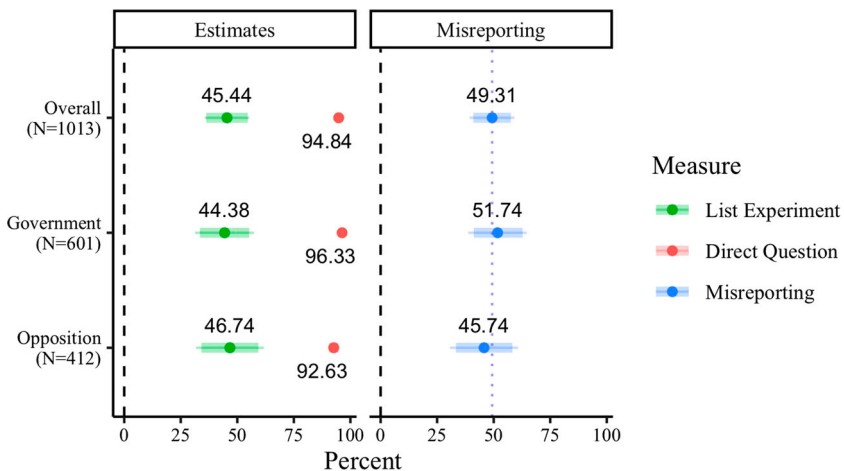 Estimates
Misreporting
Overall
(N=1013)
45.44
94.84
49.31
Government
(N=601)
44.38
96.33
51.74
Opposition
(N=412)
46.74
92.63
45.74
0 25 50 75 100
0 25 50 75 100
Percent
Measure
List Experiment
Direct Question
Misreporting